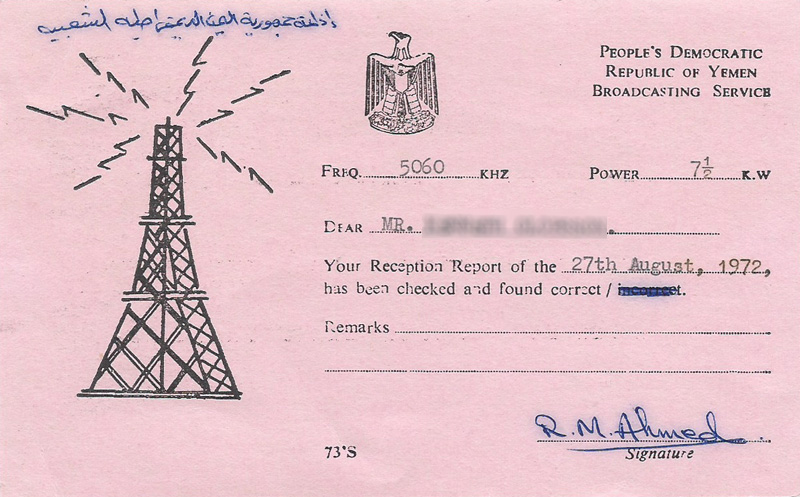 إذاعة جمهورية اليمن الديمقراطية الشعبية
PEOPLE'S DEMOCRATIC
REPUBLIC OF YEMEN
BROADCASTING SERVICE
FREQ. 5060 KHZ POWER 7½ K.W
DEAR MR.
Your Reception Report of the 27th August, 1972,
has been checked and found correct / incorrect.
Remarks
R.M.Ahmed
73'S Signature